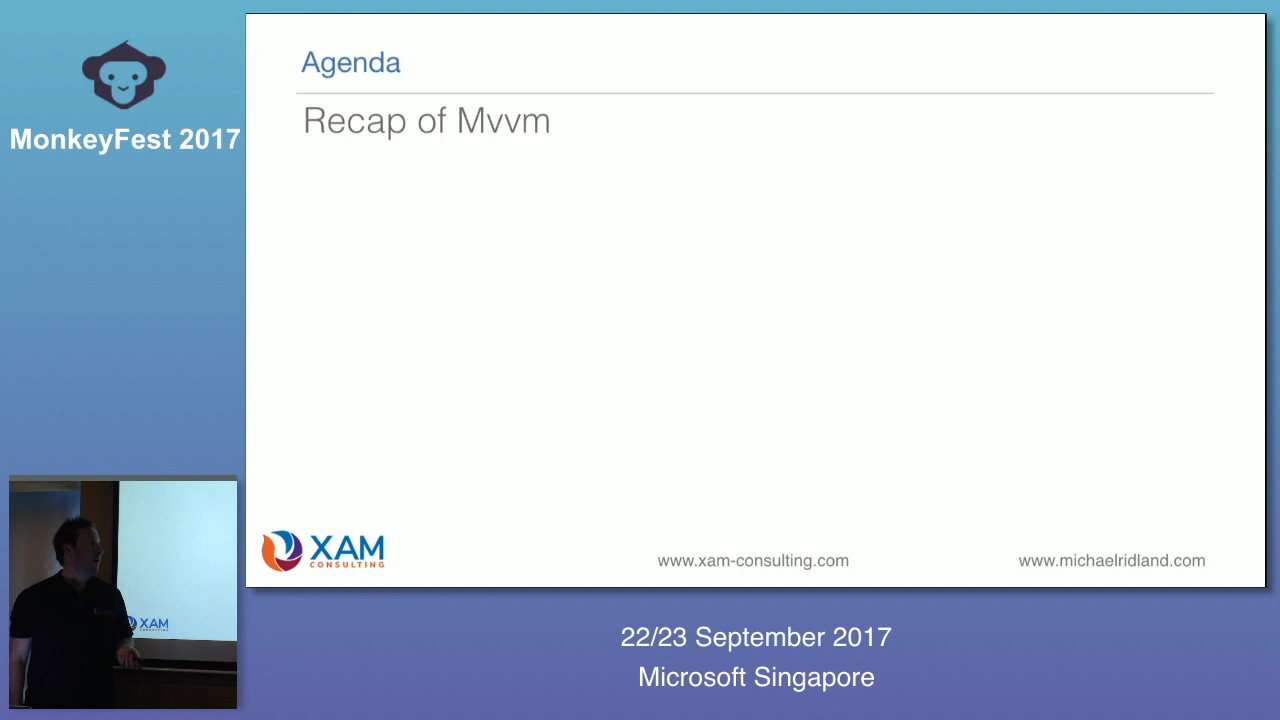 MonkeyFest 2017
Agenda
Recap of Mvvm
XAM
CONSULTING
www.xam-consulting.com
www.michaelridland.com
XAM
22/23 September 2017
Microsoft Singapore